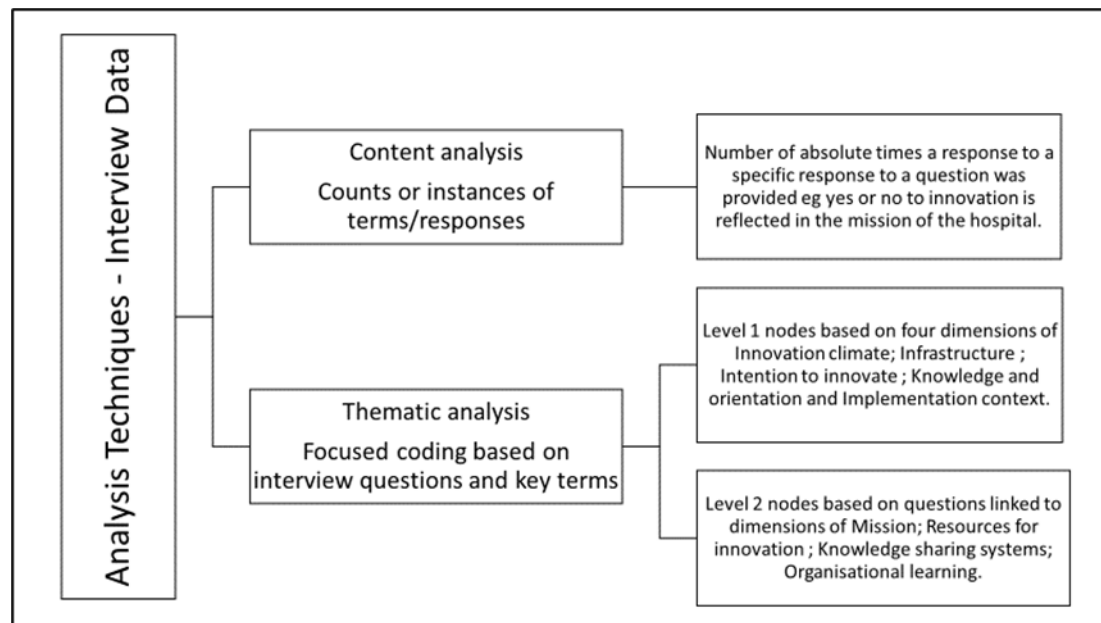 Analysis Techniques - Interview Data
Content analysis
Counts or instances of
terms/responses
Number of absolute times a response to a
specific response to a question was
provided eg yes or no to innovation is
reflected in the mission of the hospital.
Thematic analysis
Focused coding based on
interview questions and key terms
Level 1 nodes based on four dimensions of
Innovation climate; Infrastructure ;
Intention to innovate ; Knowledge and
orientation and Implementation context.
Level 2 nodes based on questions linked to
dimensions of Mission; Resources for
innovation ; Knowledge sharing systems;
Organisational learning.